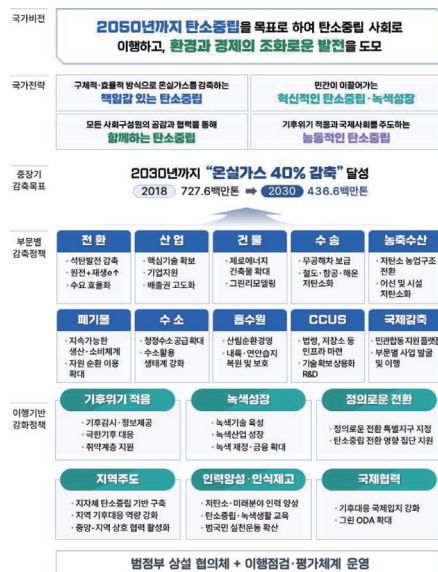 국가비전
2050년까지 탄소중립을 목표로 하여 탄소중립 사회로
이행하고, 환경과 경제의 조화로운 발전을 도모
국가전략
구체적·효율적 방식으로 온실가스를 감축하는
책임감 있는 탄소중립
민간이 이끌어가는
혁신적인 탄소중립·녹색성장
모든 사회구성원의 공감과 협력을 통해
함께하는 탄소중립
기후위기 적응과 국제사회를 주도하는
능동적인 탄소중립
중장기
감축목표
2030년까지 “온실가스 40% 감축” 달성
2018 727.6백만톤 ➡ 2030 436.6백만톤
부문별
감축정책
전 환
· 석탄발전 감축
· 원전+재생e↑
· 수요 효율화
산 업
· 핵심기술 확보
· 기업지원
· 배출권 고도화
건 물
· 제로에너지
건축물 확대
· 그린리모델링
수 송
· 무공해차 보급
· 철도·항공·해운
저탄소화
농축수산
· 저탄소 농업구조
전환
· 어선 및 시설
저탄소화
폐기물
· 지속가능한
생산·소비체계
· 자원 순환 이용
확대
수 소
· 청정수소 공급 확대
· 수소활용
생태계 강화
흡수원
· 산림순환경영
· 내륙·연안습지
복원 및 보호
CCUS
· 법령, 저장소 등
인프라 마련
· 기술확보상용화
R&D
국제감축
· 민관합동 지원 플랫폼
· 부문별 사업 발굴
및 이행
이행기반
강화정책
기후위기 적응
· 기후감시·정보제공
· 극한기후 대응
· 취약계층 지원
녹색성장
· 녹색기술 육성
· 녹색산업 성장
· 녹색 재정·금융 확대
정의로운 전환
· 정의로운 전환 특별지구 지정
· 탄소중립 전환 영향 집단 지원
지역주도
· 지자체 탄소중립 기반 구축
· 지역 기후대응 역량 강화
· 중앙-지역 상호 협력 활성화
인력양성·인식제고
· 저탄소·미래분야 인력 양성
· 탄소중립·녹색생활 교육
· 범국민 실천운동 확산
국제협력
· 기후대응 국제입지 강화
· 그린 ODA 확대
범정부 상설 협의체 + 이행점검·평가체계 운영